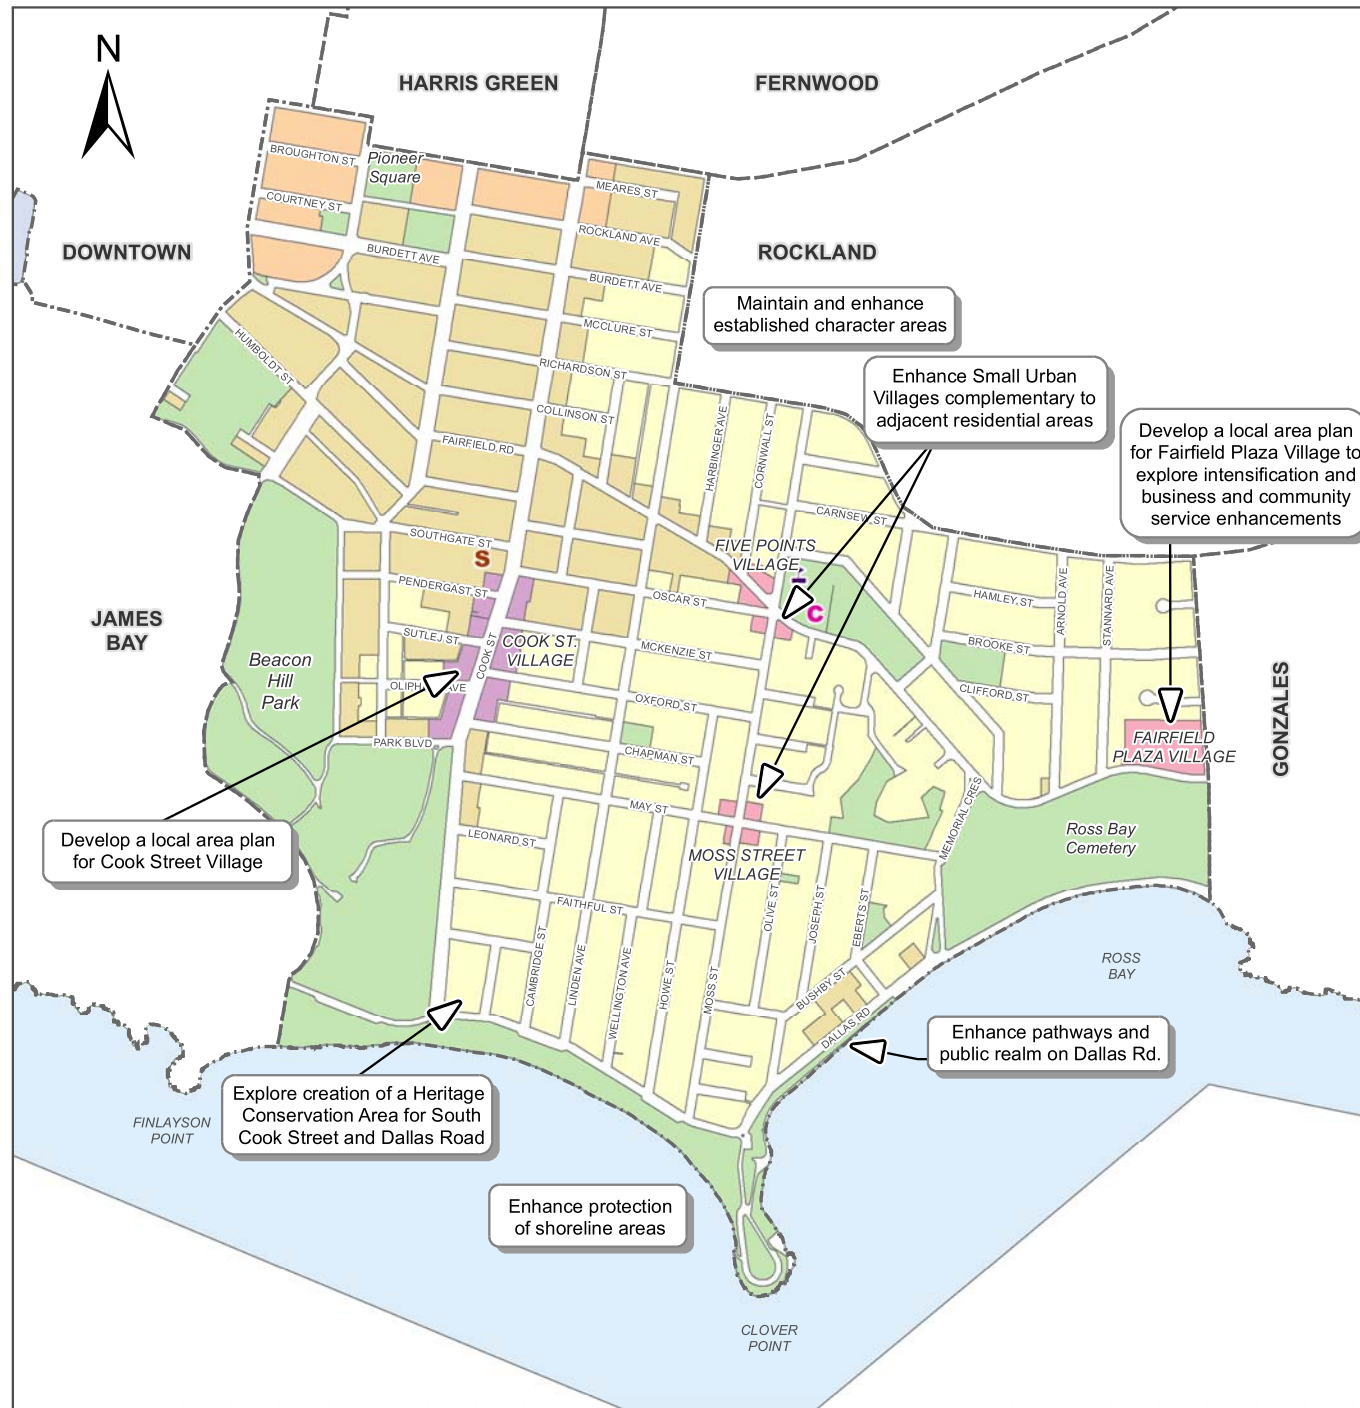 N
HARRIS GREEN
FERNWOOD
BROUGHTON ST
Pioneer
Square
COURTNEY ST
MEARES ST
ROCKLAND AVE
DOWNTOWN
BURDETT AVE
ROCKLAND
BURDETT AVE
Maintain and enhance
established character areas
MCCLURE ST
HUMBOLDT ST
RICHARDSON ST
Enhance Small Urban
Villages complementary to
adjacent residential areas
COLLINSON ST
HARBINGER AVE
CORNWALL ST
FAIRFIELD RD
Develop a local area plan
for Fairfield Plaza Village to
explore intensification and
business and community
service enhancements
CARNSEW ST
SOUTHGATE ST
S
FIVE POINTS
VILLAGE
PENDERGAST ST
OSCAR ST
C
HAMLEY ST
ARNOLD AVE
STANNARD AVE
JAMES
BAY
SUTLEJ ST
COOK ST
COOK ST.
VILLAGE
MCKENZIE ST
BROOKE ST
Beacon
Hill
Park
AVE
OXFORD ST
CLIFFORD ST
GONZALES
PARK BLVD
CHAPMAN ST
FAIRFIELD
PLAZA VILLAGE
MAY ST
MEMORIAL CRES
Develop a local area plan
for Cook Street Village
LEONARD ST
Ross Bay
Cemetery
MOSS STREET
VILLAGE
FAITHFUL ST
OLIVE ST
JOSEPH ST
EBERTS ST
CAMBRIDGE ST
LINDEN AVE
WELLINGTON AVE
HOWE ST
MOSS ST
BUSHBY ST
DALLAS RD
ROSS
BAY
Enhance pathways and
public realm on Dallas Rd.
Explore creation of a Heritage
Conservation Area for South
Cook Street and Dallas Road
FINLAYSON
POINT
Enhance protection
of shoreline areas
CLOVER
POINT